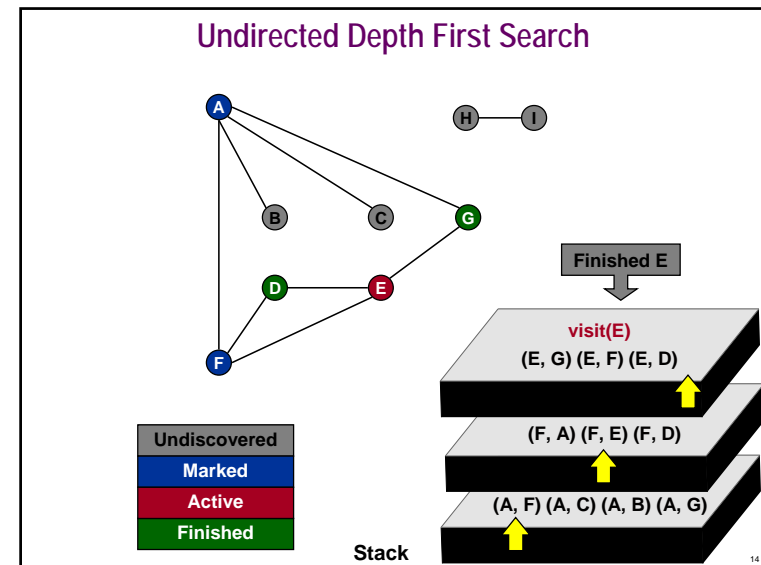 Undirected Depth First Search
A
H
I
B
C
G
D
E
F
Finished E
visit(E)
(E, G) (E, F) (E, D)
(F, A) (F, E) (F, D)
(A, F) (A, C) (A, B) (A, G)
Undiscovered
Marked
Active
Finished
Stack
14